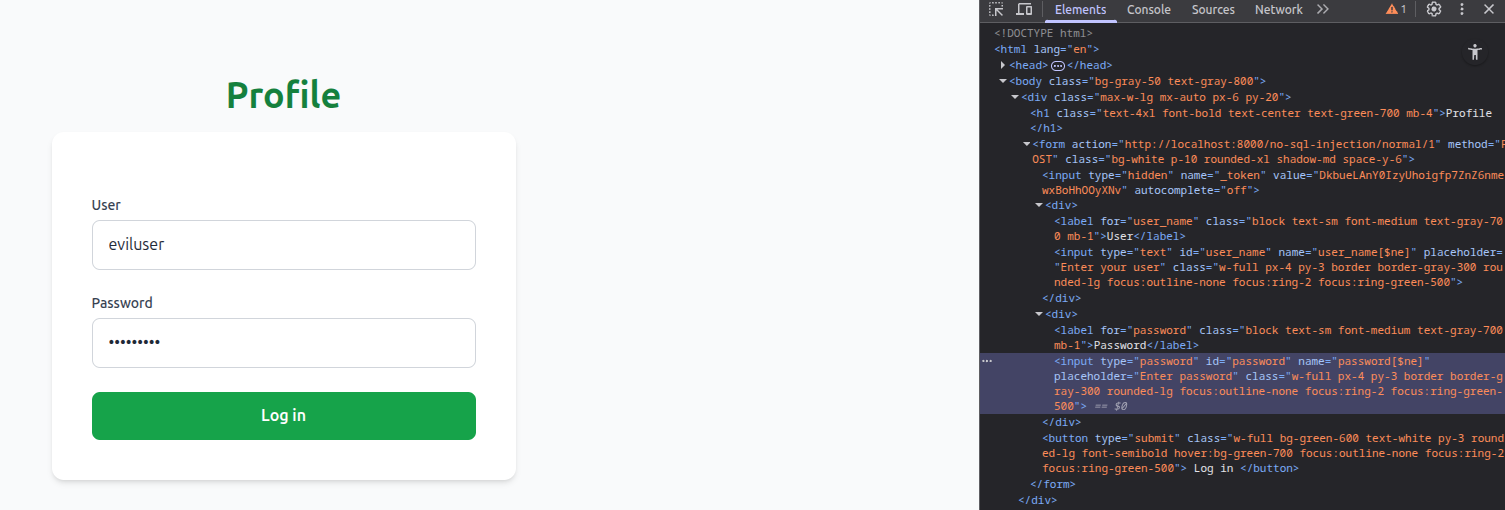 Profile
User
eviluser
Password
•••••••••
Log in
Elements Console Sources Network 1
<!DOCTYPE html>
<html lang="en">
<head> </head>
<body class="bg-gray-50 text-gray-800">
<div class="max-w-lg mx-auto px-6 py-20">
<h1 class="text-4xl font-bold text-center text-green-700 mb-4">Profile
</h1>
<form action="http://localhost:8000/no-sql-injection/normal/1" method="P
OST" class="bg-white p-10 rounded-xl shadow-md space-y-6">
<input type="hidden" name="_token" value="DkbueLAnY0IzyUhoigfp7ZnZ6nme
wxBoHhOOyXNv" autocomplete="off">
<div>
<label for="user_name" class="block text-sm font-medium text-gray-70
0 mb-1">User</label>
<input type="text" id="user_name" name="user_name[$ne]" placeholder=
"Enter your user" class="w-full px-4 py-3 border border-gray-300 rou
nded-lg focus:outline-none focus:ring-2 focus:ring-green-500">
</div>
<div>
<label for="password" class="block text-sm font-medium text-gray-700
mb-1">Password</label>
<input type="password" id="password" name="password[$ne]"
placeholder="Enter password" class="w-full px-4 py-3 border border-g
ray-300 rounded-lg focus:outline-none focus:ring-2 focus:ring-green-
500"> == $0
</div>
<button type="submit" class="w-full bg-green-600 text-white py-3 round
ed-lg font-semibold hover:bg-green-700 focus:outline-none focus:ring-2
focus:ring-green-500"> Log in </button>
</form>
</div>